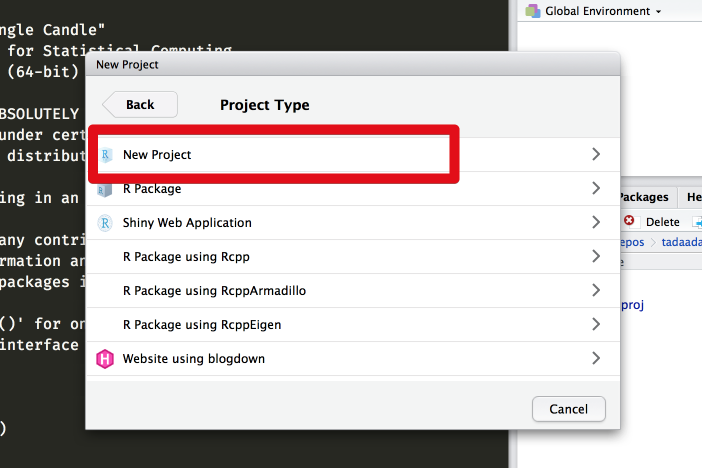 ngle Candle"
for Statistical Computing
(64-bit)
BSOLUTELY
under cert
distribut
ing in an
any contri
rmation an
packages i
()' for on
interface
)
New Project
Back
Project Type
New Project
R Package
Shiny Web Application
R Package using Rcpp
R Package using RcppArmadillo
R Package using RcppEigen
Website using blogdown
Cancel
Global Environment
Packages
He
Delete
epos
tadaada
e
proj